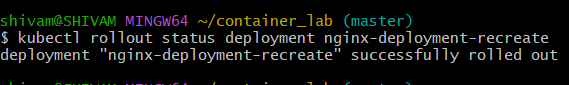 shivam@SHIVAM MINGW64 ~/container_lab (master)
$ kubectl rollout status deployment nginx-deployment-recreate
deployment "nginx-deployment-recreate" successfully rolled out